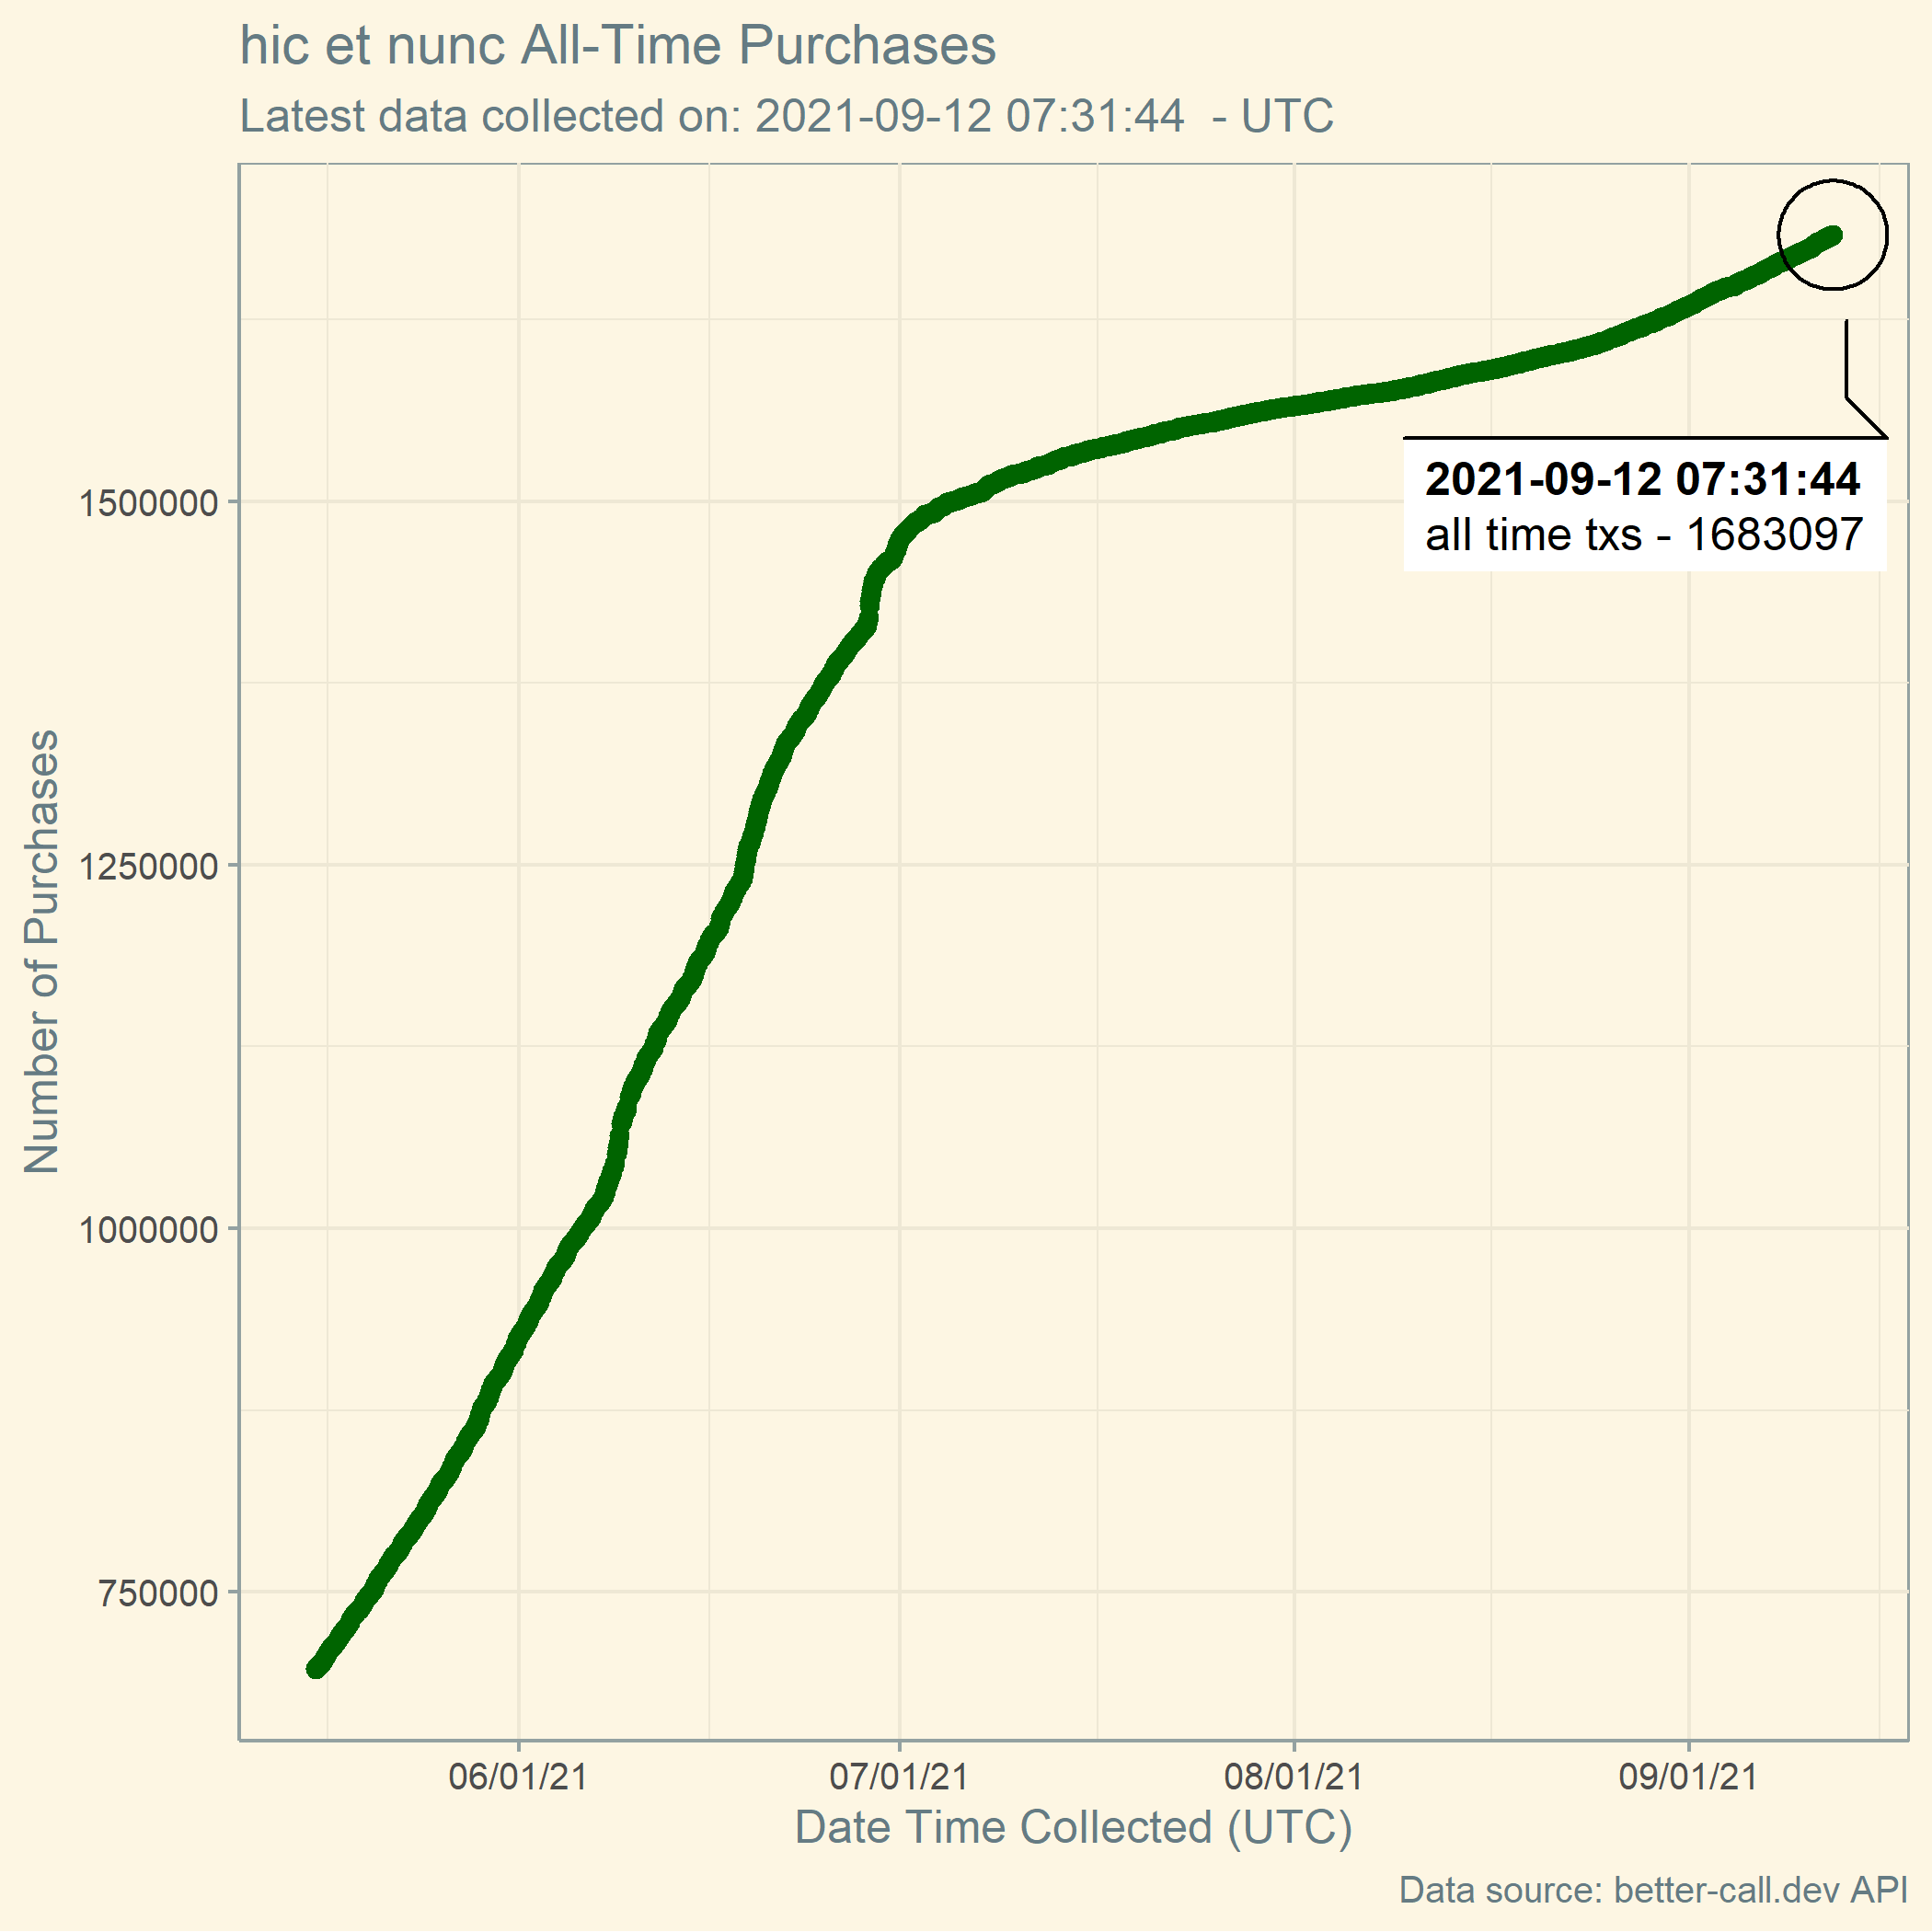 hic et nunc All-Time Purchases
Latest data collected on: 2021-09-12 07:31:44  - UTC
2021-09-12 07:31:44
all time txs - 1683097
Number of Purchases
1500000
1250000
1000000
750000
06/01/21
07/01/21
08/01/21
09/01/21
Date Time Collected (UTC)
Data source: better-call.dev API